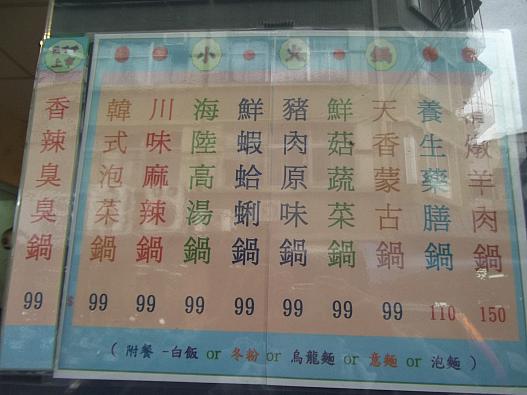 小火鍋
香辣臭臭鍋
99
韓式泡菜鍋
$ 99
川味麻辣鍋
99
海陸高湯鍋
99
鮮蝦蛤蜊鍋
99
豬肉原味鍋
99
鮮菇蔬菜鍋
99
天香蒙古鍋
99
養生藥膳鍋
110
燉羊肉鍋
150
( 附餐 -白飯 or 冬粉 or 烏龍麵 or 意麵 or 泡麵 )